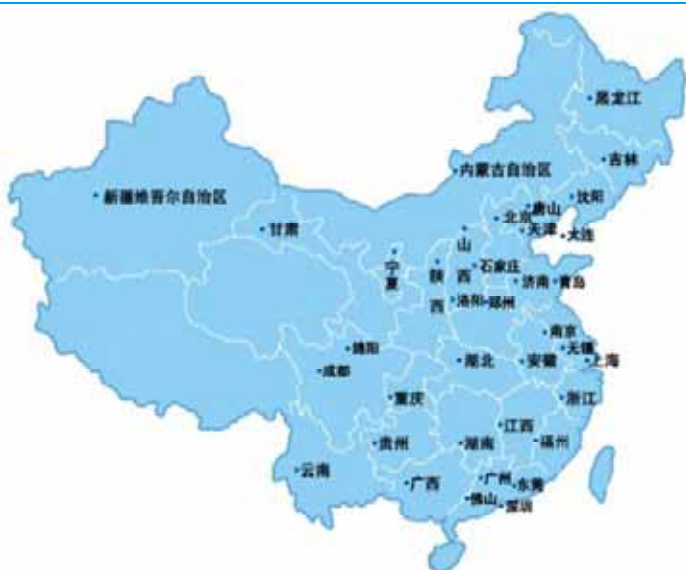 黑龙江
吉林
内蒙古自治区
新疆维吾尔自治区
沈阳
唐山
北京
天津
甘肃
大连
山西
宁夏
陕西
石家庄
济南
青岛
洛阳
郑州
南京
无锡
绵阳
湖北
安徽
上海
成都
重庆
浙江
江西
贵州
湖南
福州
云南
广西
广州
东莞
佛山
深圳